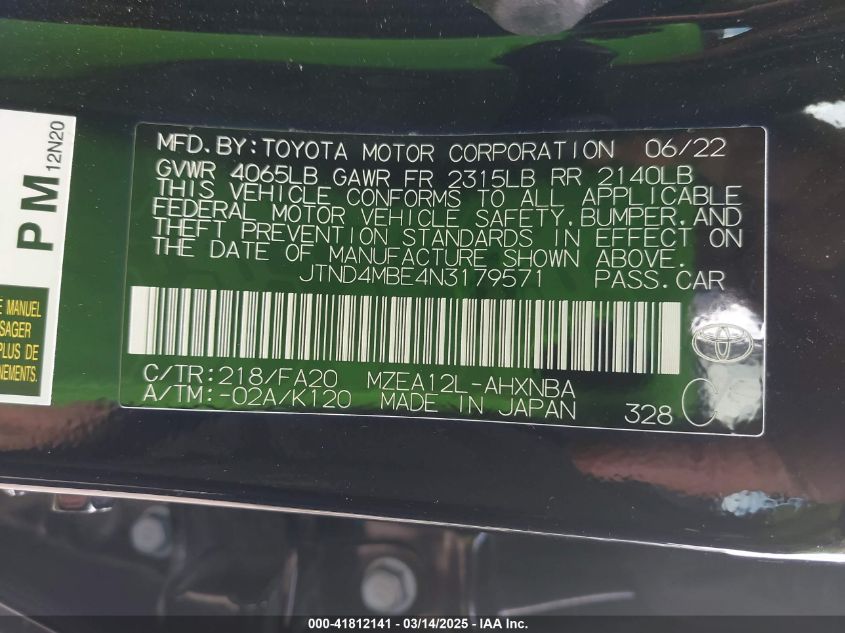 PM
12N20
E MANUEL
SAGER
PLUS DE
NEMENTS.
MFD.BY:TOYOTA MOTOR CORPORATION 06/22
GVWR 4065LB GAWR FR 2315LB RR 2140LB
THIS VEHICLE CONFORMS TO ALL APPLICABLE
FEDERAL MOTOR VEHICLE SAFETY,BUMPER,AND
THEFT PREVENTION STANDARDS IN EFFECT ON
THE DATE OF MANUFACTURE SHOWN ABOVE.
JTND4MBE4N3179571 PASS.CAR
C/TR:218/FA20 MZEA12L-AHXNBA
A/TM:-02A/K120 MADE IN JAPAN 328
000-41812141 - 03/14/2025 - IAA Inc.